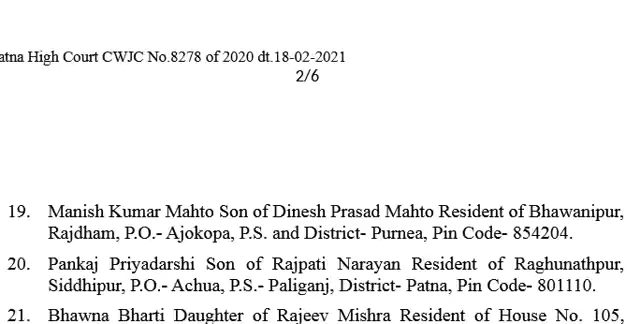 atna High Court CWJC No.8278 of 2020 dt.18-02-2021
2/6
19. Manish Kumar Mahto Son of Dinesh Prasad Mahto Resident of Bhawanipur,
Rajdham, P.O.- Ajokopa, P.S. and District- Purnea, Pin Code- 854204.
20. Pankaj Priyadarshi Son of Rajpati Narayan Resident of Raghunathpur,
Siddhipur, P.O.- Achua, P.S.- Paliganj, District- Patna, Pin Code- 801110.
21. Bhawna Bharti Daughter of Rajeev Mishra Resident of House No. 105,